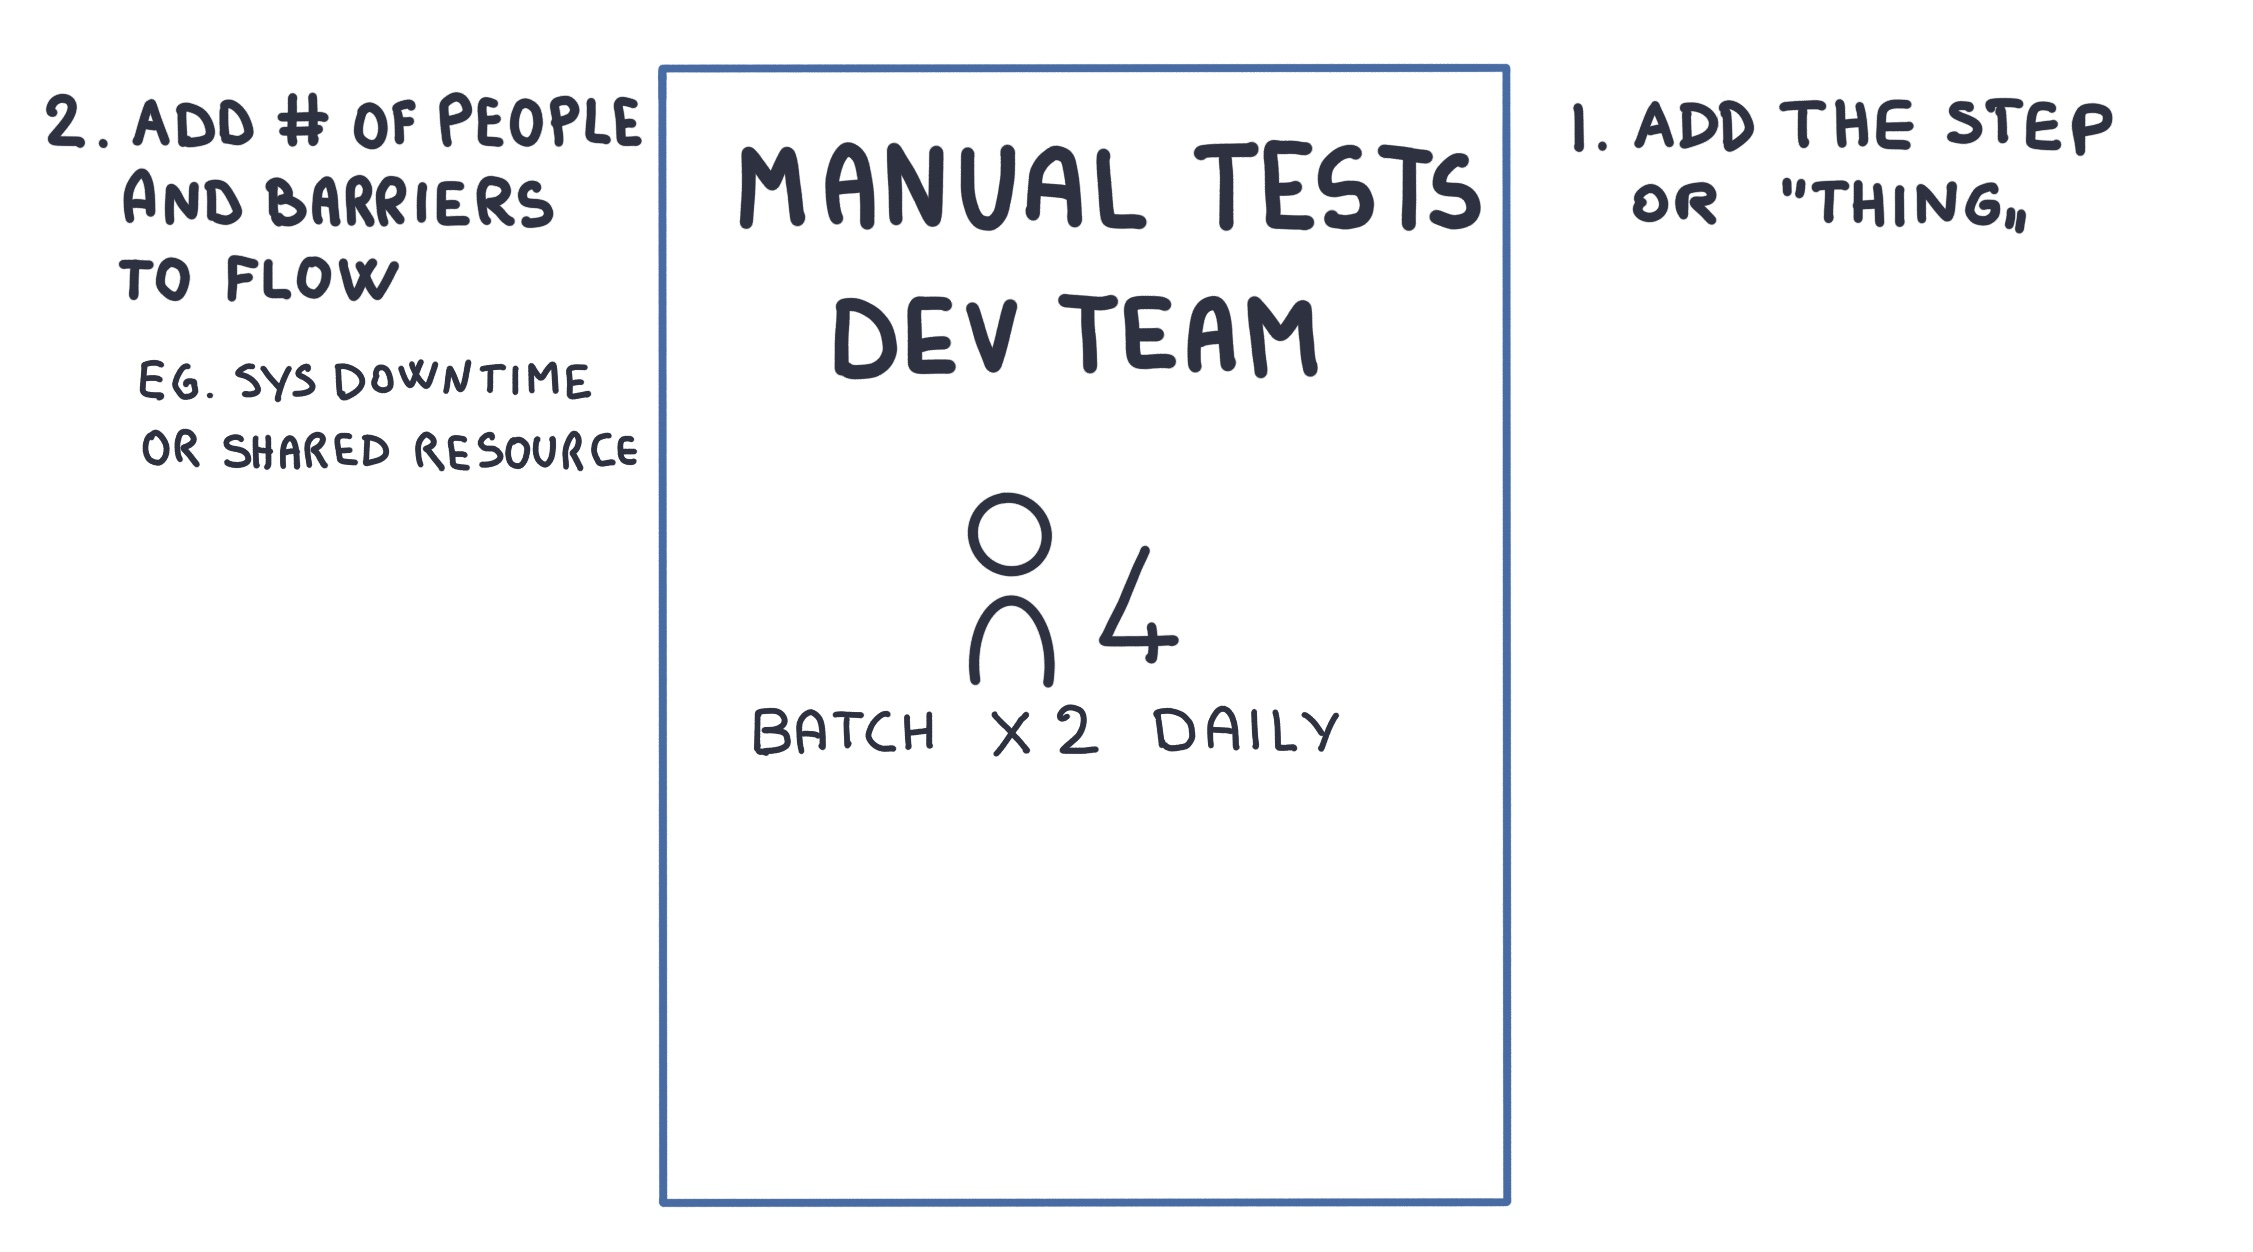 2. ADD # OF PEOPLE
AND BARRIERS
TO FLOW
EG. SYS DOWNTIME
OR SHARED RESOURCE
MANUAL TESTS
DEV TEAM
4
BATCH X2 DAILY
1. ADD THE STEP
OR "THING„